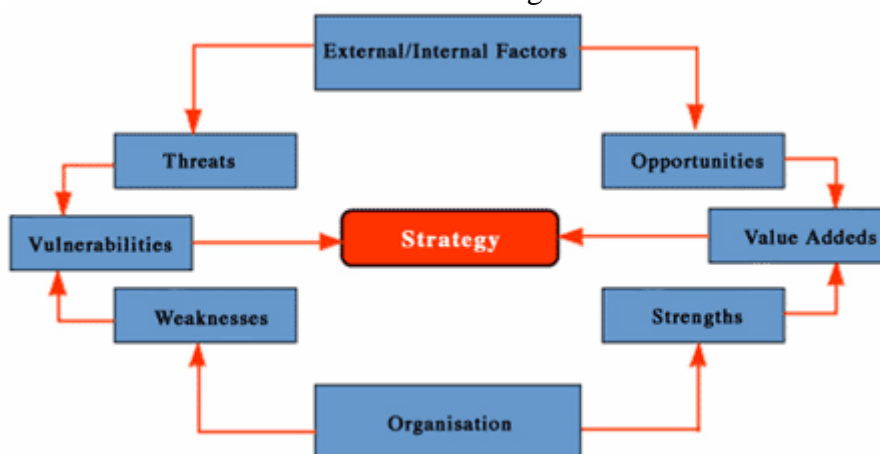 External/Internal Factors
Threats
Opportunities
Vulnerabilities
Strategy
Value Addeds
Weaknesses
Strengths
Organisation